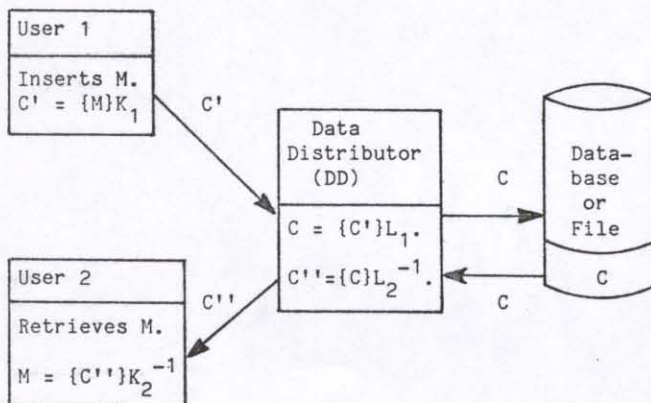 User 1
Inserts M.
C' = {M}K₁
C'
Data
Distributor
(DD)
C = {C'}L₁.
C''={C}L₂⁻¹.
C
Data-
base
or
File
C
C
User 2
Retrieves M.
M = {C''}K₂⁻¹
C''